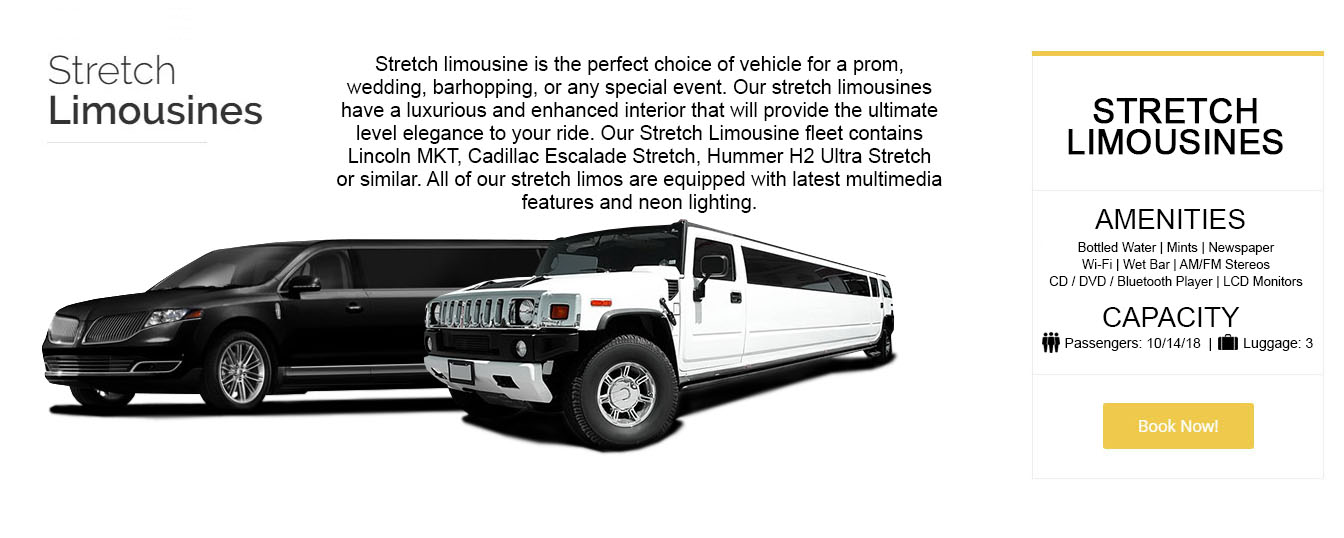 Stretch
Limousines
Stretch limousine is the perfect choice of vehicle for a prom,
wedding, barhopping, or any special event. Our stretch limousines
have a luxurious and enhanced interior that will provide the ultimate
level elegance to your ride. Our Stretch Limousine fleet contains
Lincoln MKT, Cadillac Escalade Stretch, Hummer H2 Ultra Stretch
or similar. All of our stretch limos are equipped with latest multimedia
features and neon lighting.
STRETCH
LIMOUSINES
AMENITIES
Bottled Water | Mints | Newspaper
Wi-Fi | Wet Bar | AM/FM Stereos
CD / DVD / Bluetooth Player | LCD Monitors
CAPACITY
Passengers: 10/14/18 | Luggage: 3
Book Now!